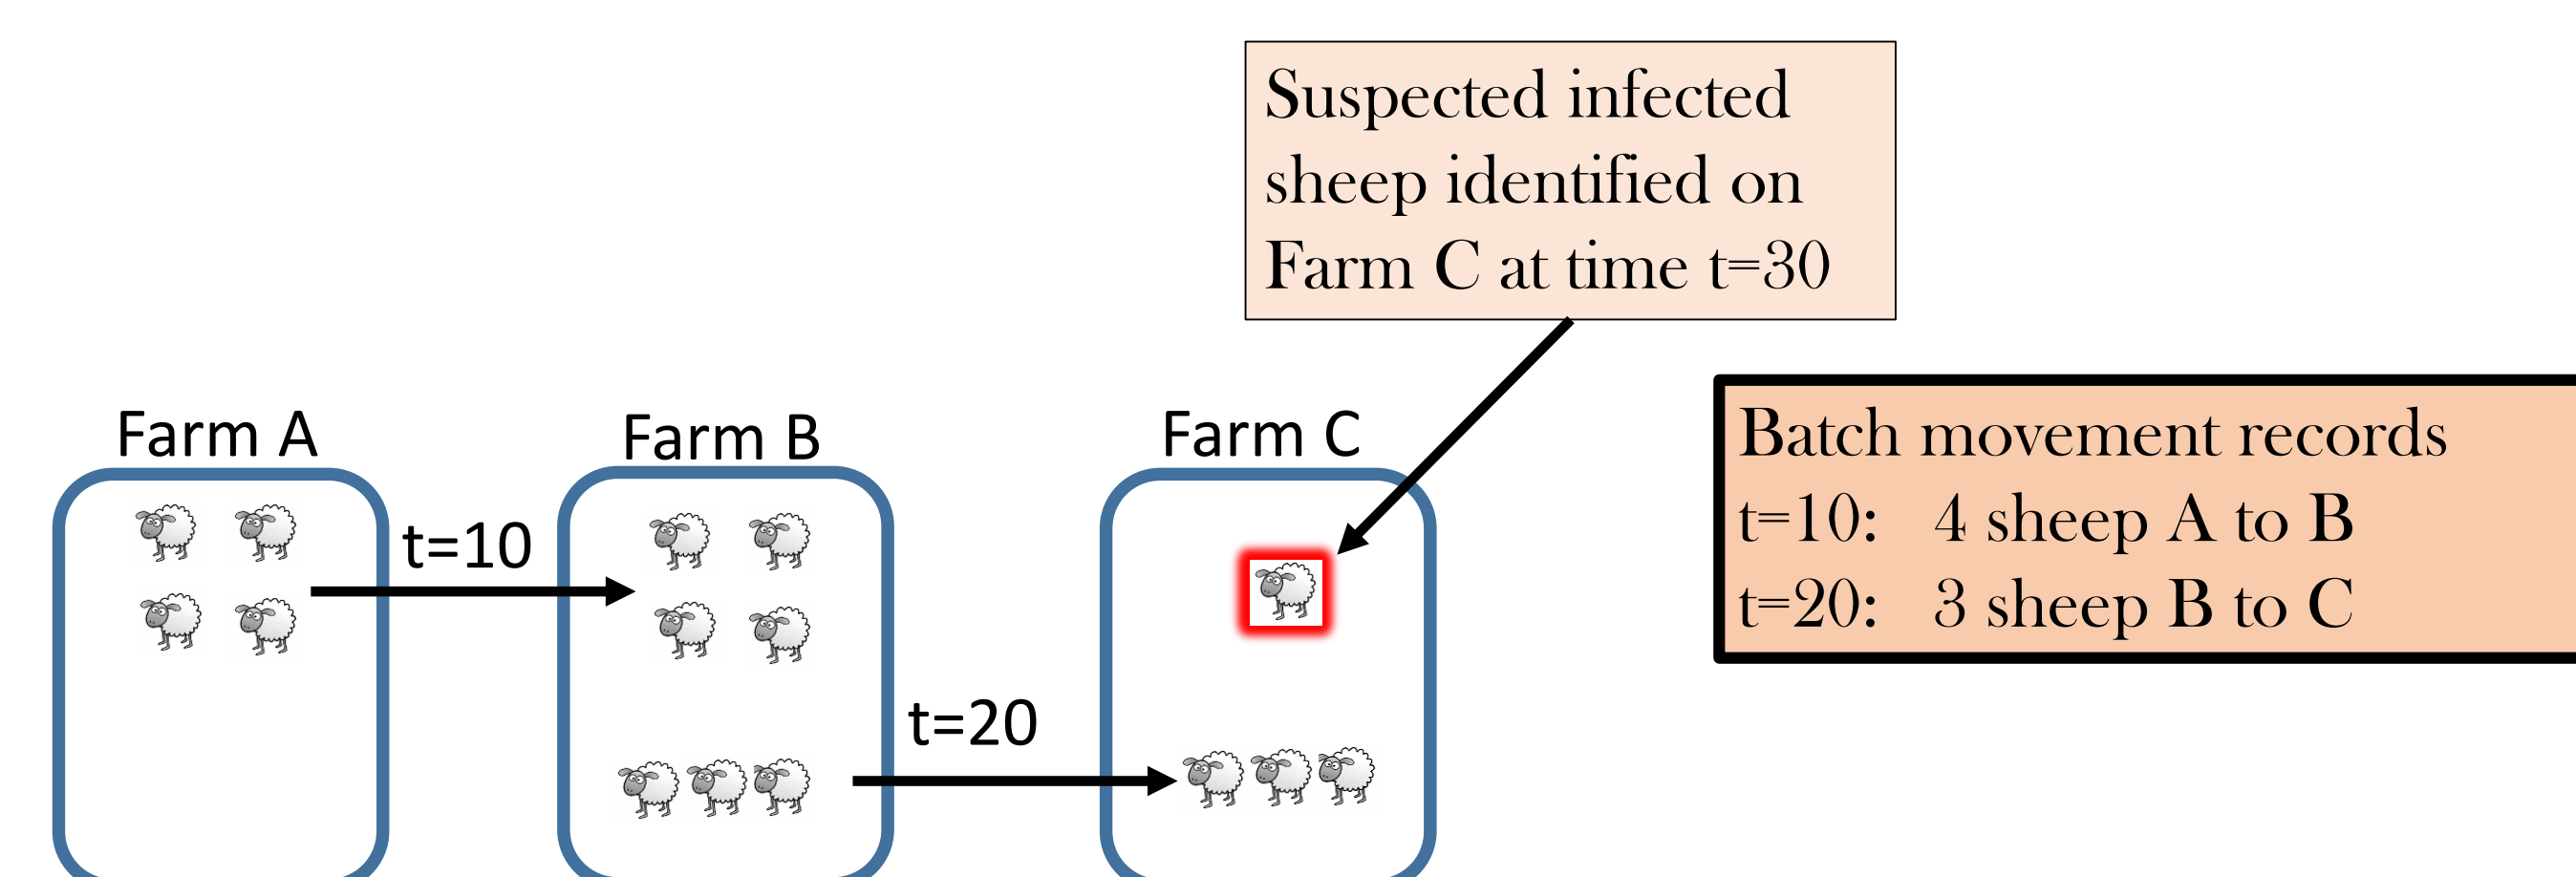 Suspected infected
sheep identified on
Farm C at time t=30
Farm A
Farm B
Farm C
t=10
t=20
Batch movement records
t=10: 4 sheep A to B
t=20: 3 sheep B to C